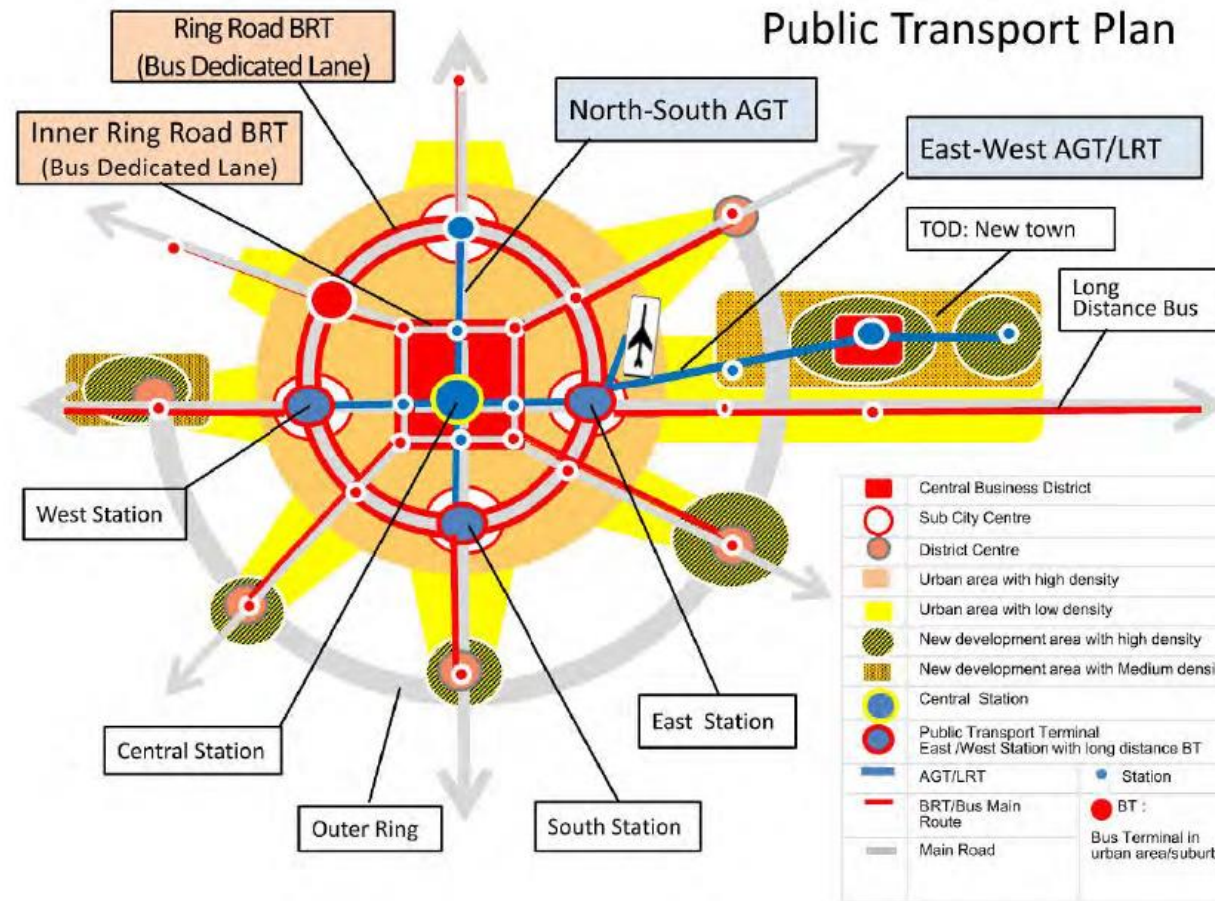 Public Transport Plan
Ring Road BRT
(Bus Dedicated Lane)
Inner Ring Road BRT
(Bus Dedicated Lane)
North-South AGT
East-West AGT/LRT
TOD: New town
Long
Distance Bus
West Station
Central Station
Outer Ring
South Station
East Station
Central Business District
Sub City Centre
District Centre
Urban area with high density
Urban area with low density
New development area with high density
New development area with Medium densi
Central Station
Public Transport Terminal
East /West Station with long distance BT
AGT/LRT
Station
BRT/Bus Main
Route
BT :
Bus Terminal in
urban area/suburb
Main Road